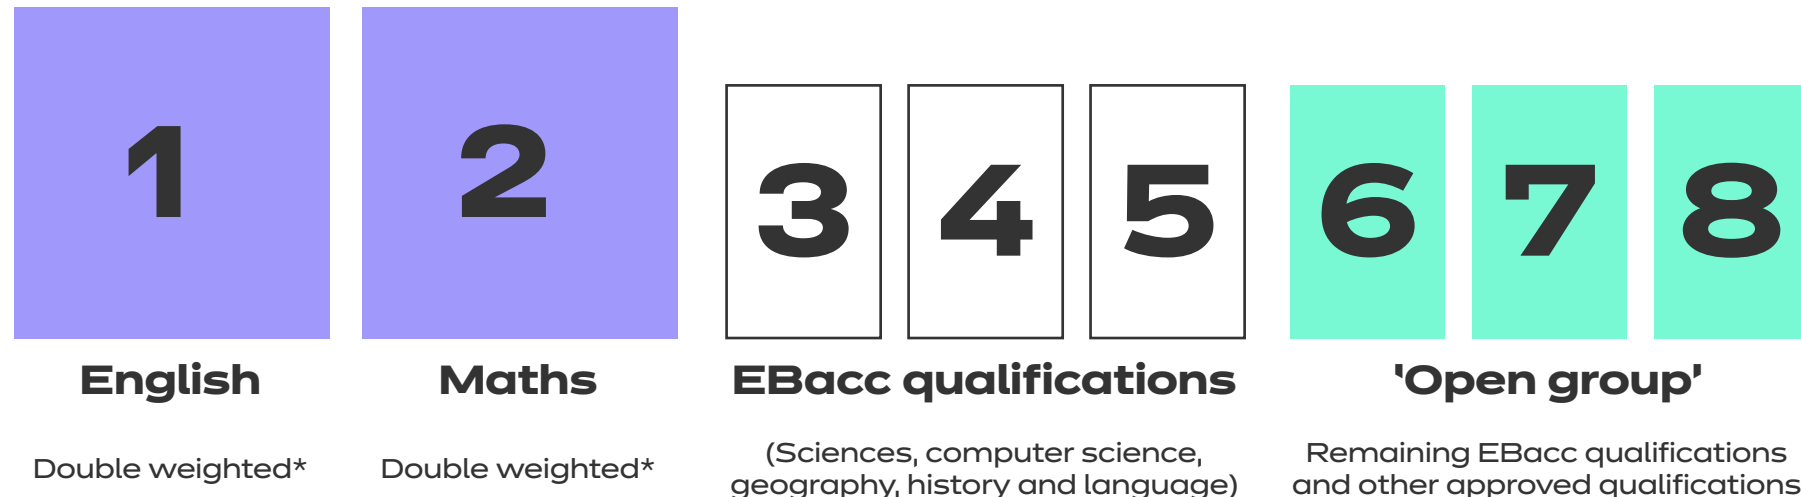 1 2 3 4 5 6 7 8
English Maths EBacc qualifications 'Open group'
Double weighted* Double weighted* (Sciences, computer science,
geography, history and language) Remaining EBacc qualifications
and other approved qualifications